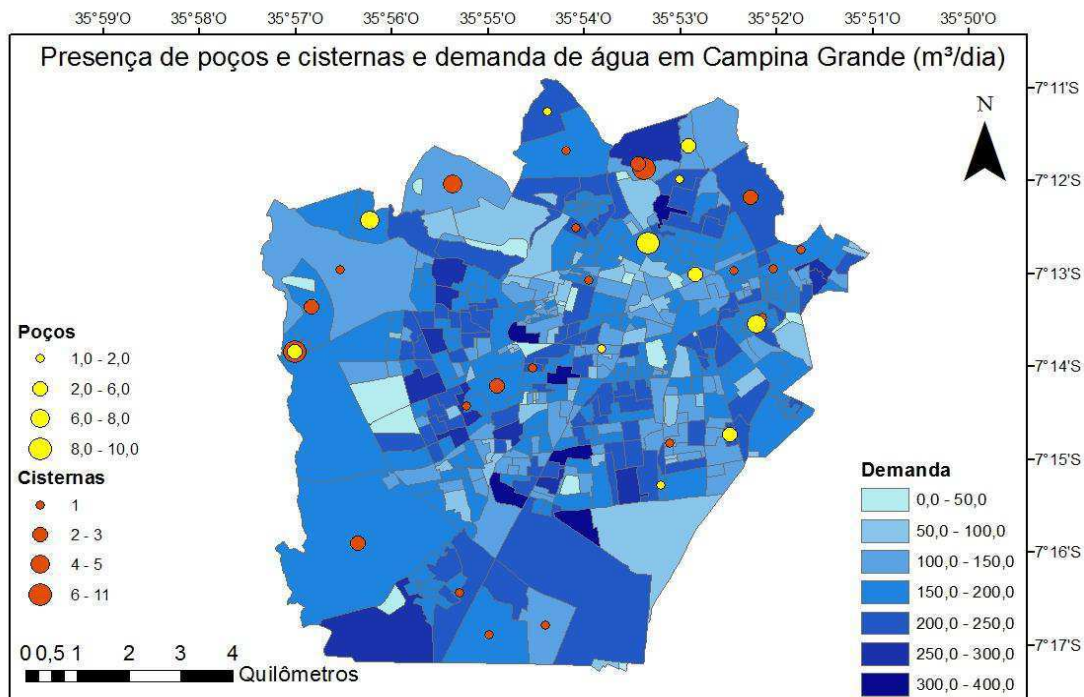 35°59'O 35°58'O 35°57'O 35°56'O 35°55'O 35°54'O 35°53'O 35°52'O 35°51'O 35°50'O
Presença de poços e cisternas e demanda de água em Campina Grande (m³/dia)
7°11'S
N
7°12'S
7°13'S
Poços
1,0 - 2,0
2,0 - 6,0
6,0 - 8,0
8,0 - 10,0
7°14'S
Cisternas
1
2 - 3
4 - 5
6 - 11
7°15'S
Demanda
0,0 - 50,0
50,0 - 100,0
100,0 - 150,0
150,0 - 200,0
200,0 - 250,0
250,0 - 300,0
300,0 - 400,0
7°16'S
7°17'S
0 0,5 1 2 3 4
Quilômetros